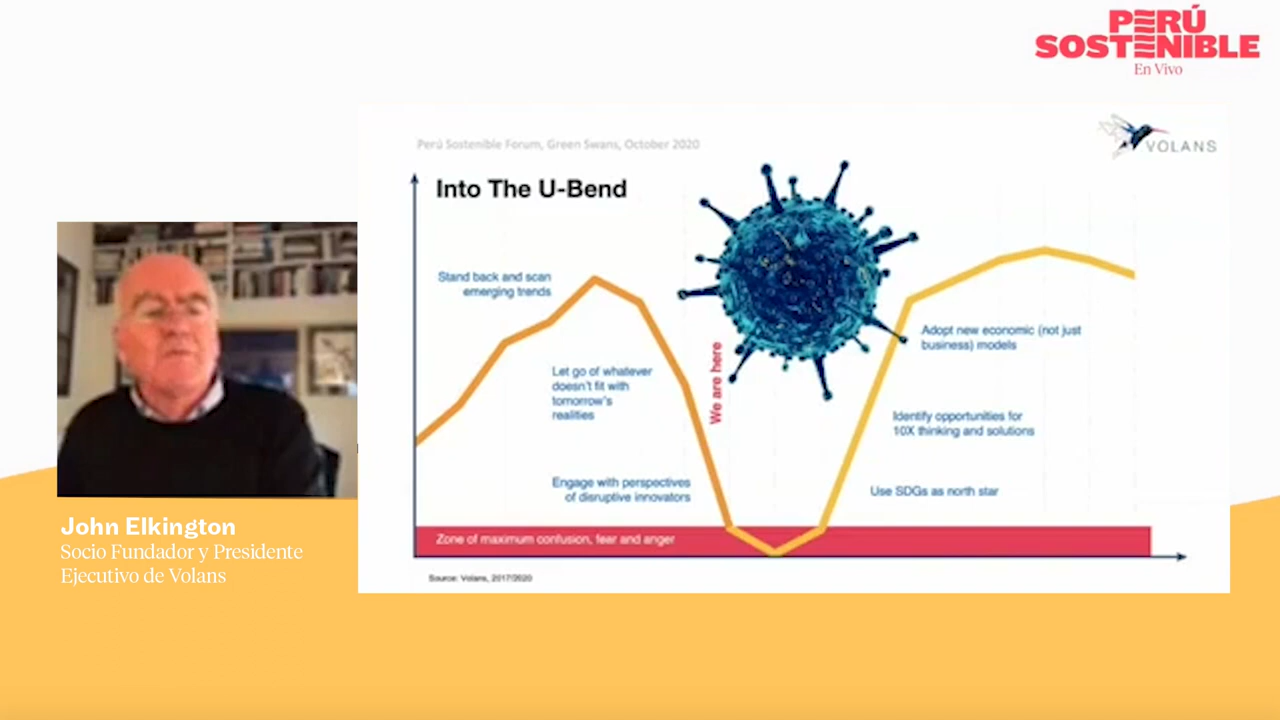 PERÚ
SOSTENIBLE
En Vivo
Perú Sostenible Forum, Green Swans, October 2020
VOLANS
Into The U-Bend
Stand back and scan
emerging trends
Let go of whatever
doesn't fit with
tomorrow's
realities
Engage with perspectives
of disruptive innovators
We are here
Adopt new economic (not just
business) models
Identify opportunities for
10X thinking and solutions
Use SDGs as north star
Zone of maximum confusion, fear and anger
Source: Volans, 2017/2020
John Elkington
Socio Fundador y Presidente
Ejecutivo de Volans